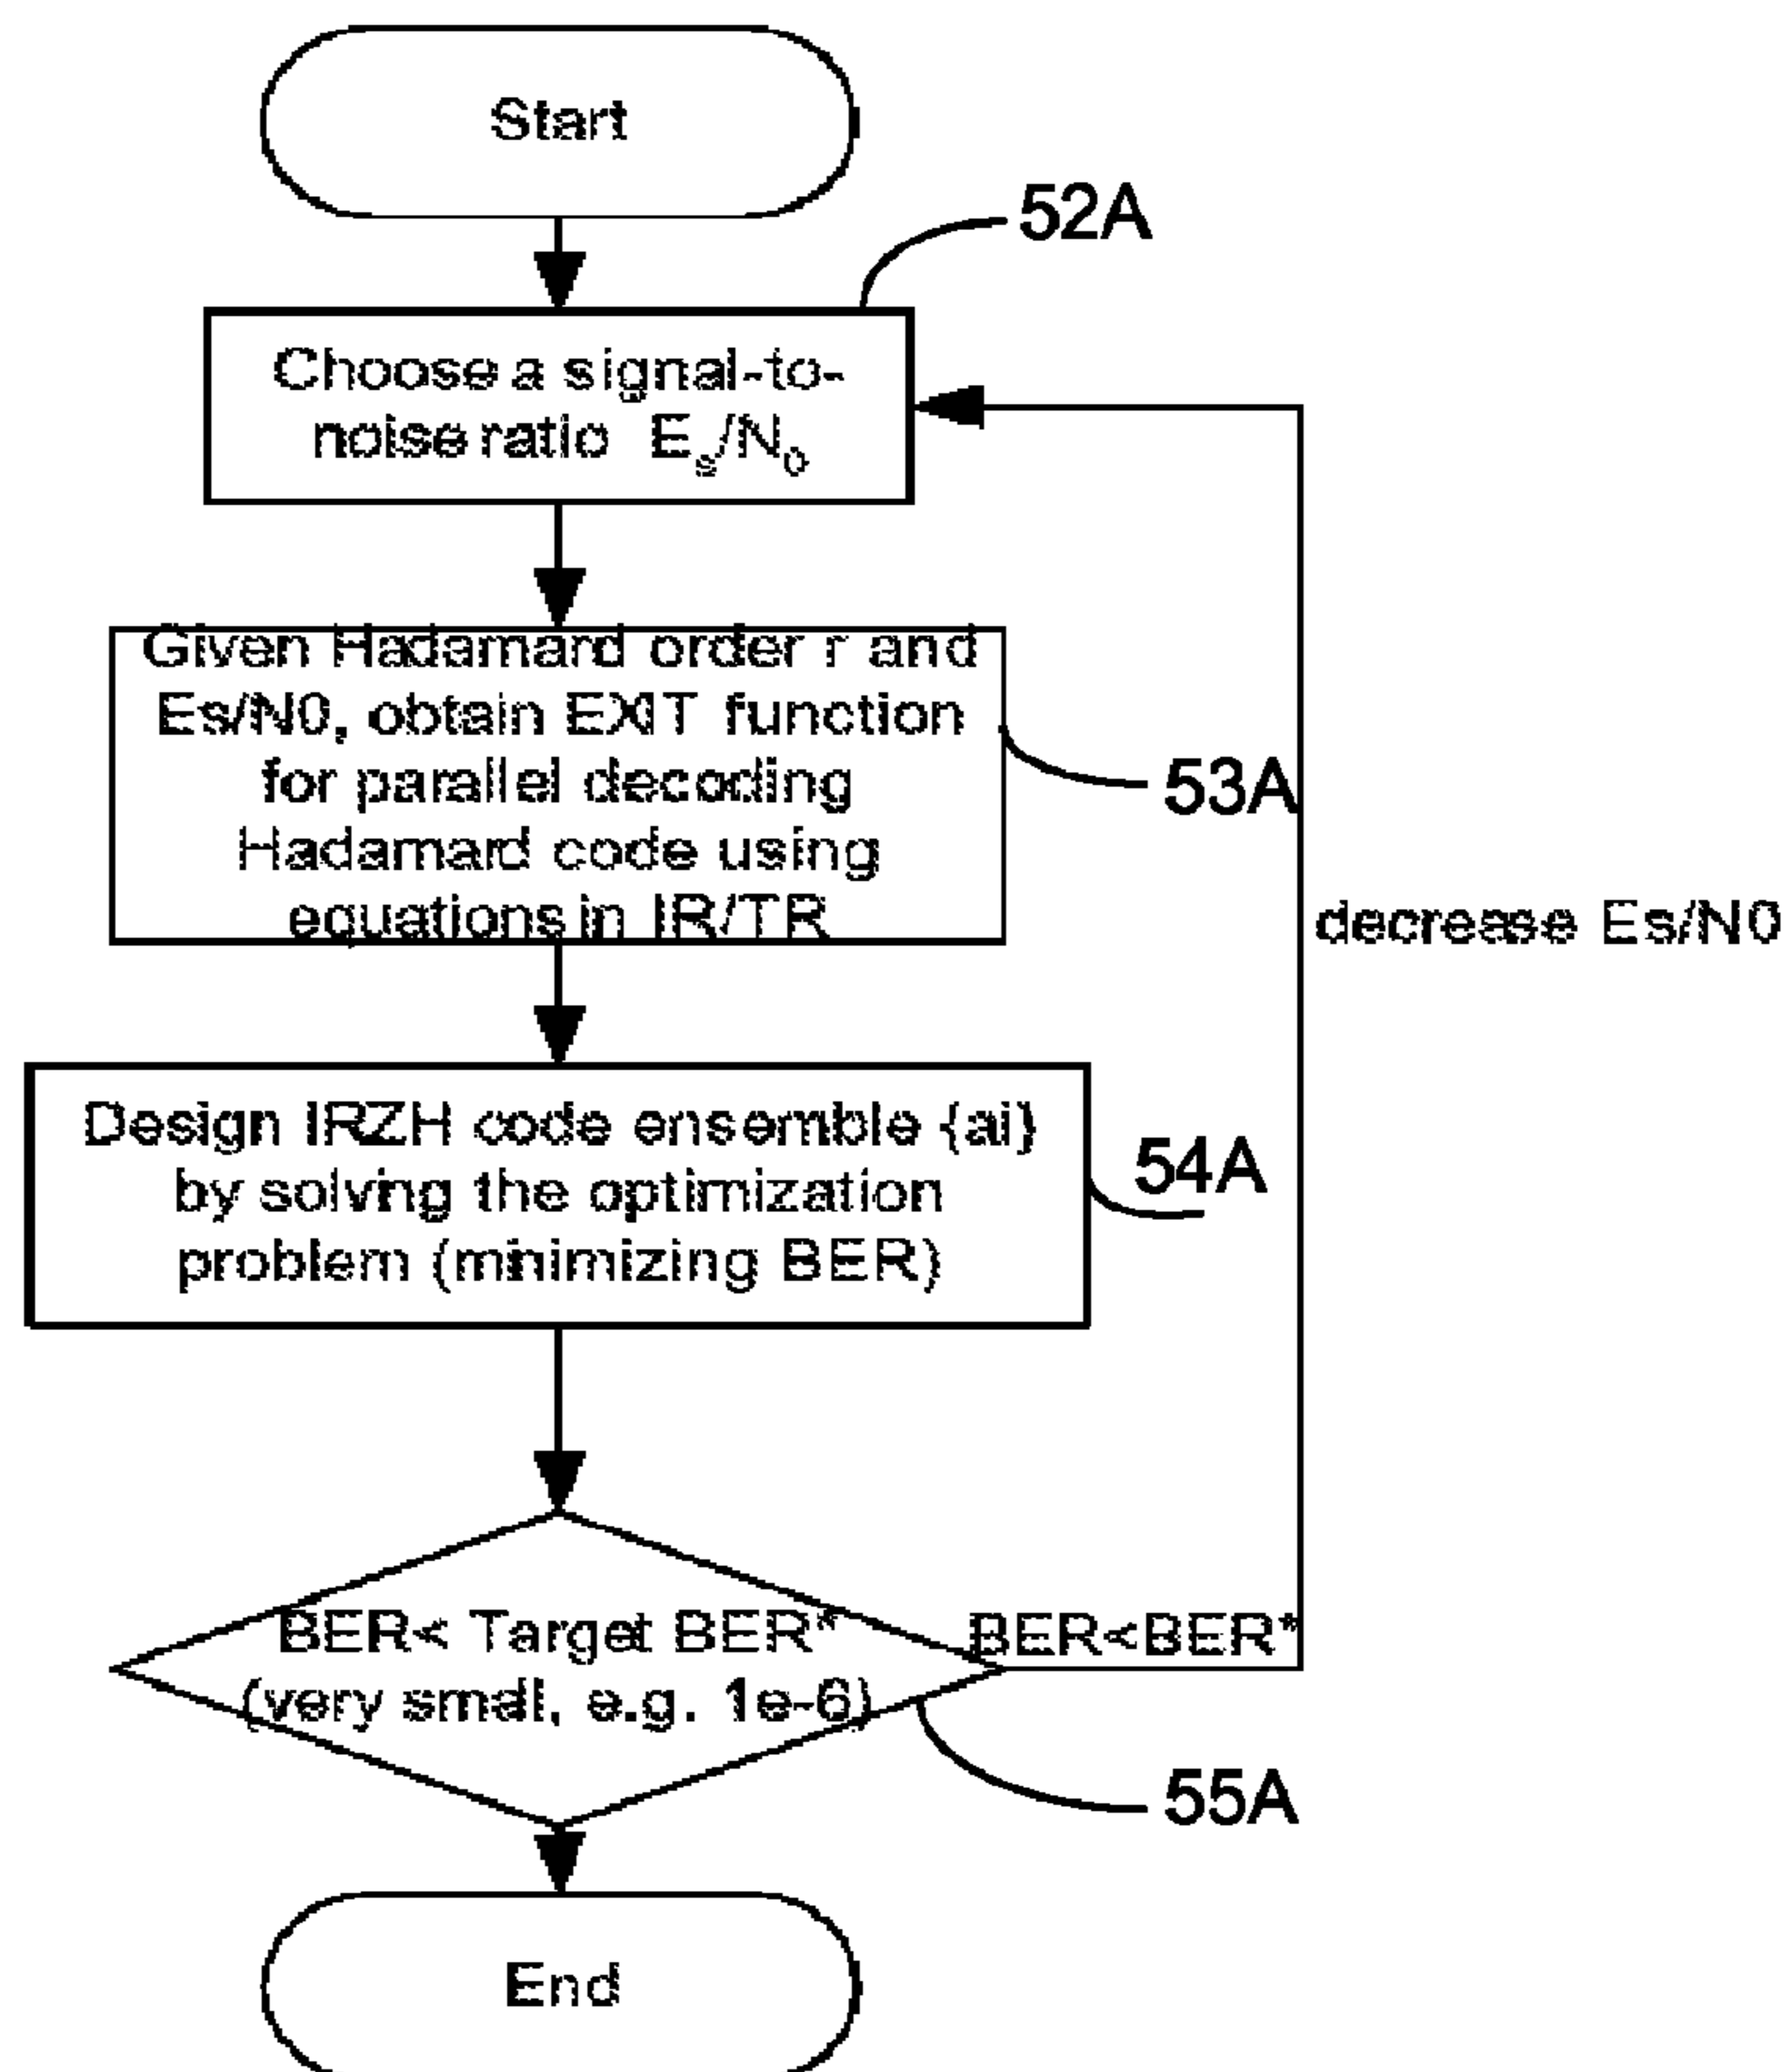 Start
52A
Choose a signal-to-
noise ratio Es/N0
Given Hadamard order r and
Es/N0, obtain EXIT function
for parallel decoding
Hadamard code using
equations in IR/TR
53A
decrease Es/N0
Design IRZH code ensemble {ai}
by solving the optimization
problem (minimizing BER)
54A
BER< Target BER*
(very small, e.g. 1e-6)
BER<BER*
55A
End